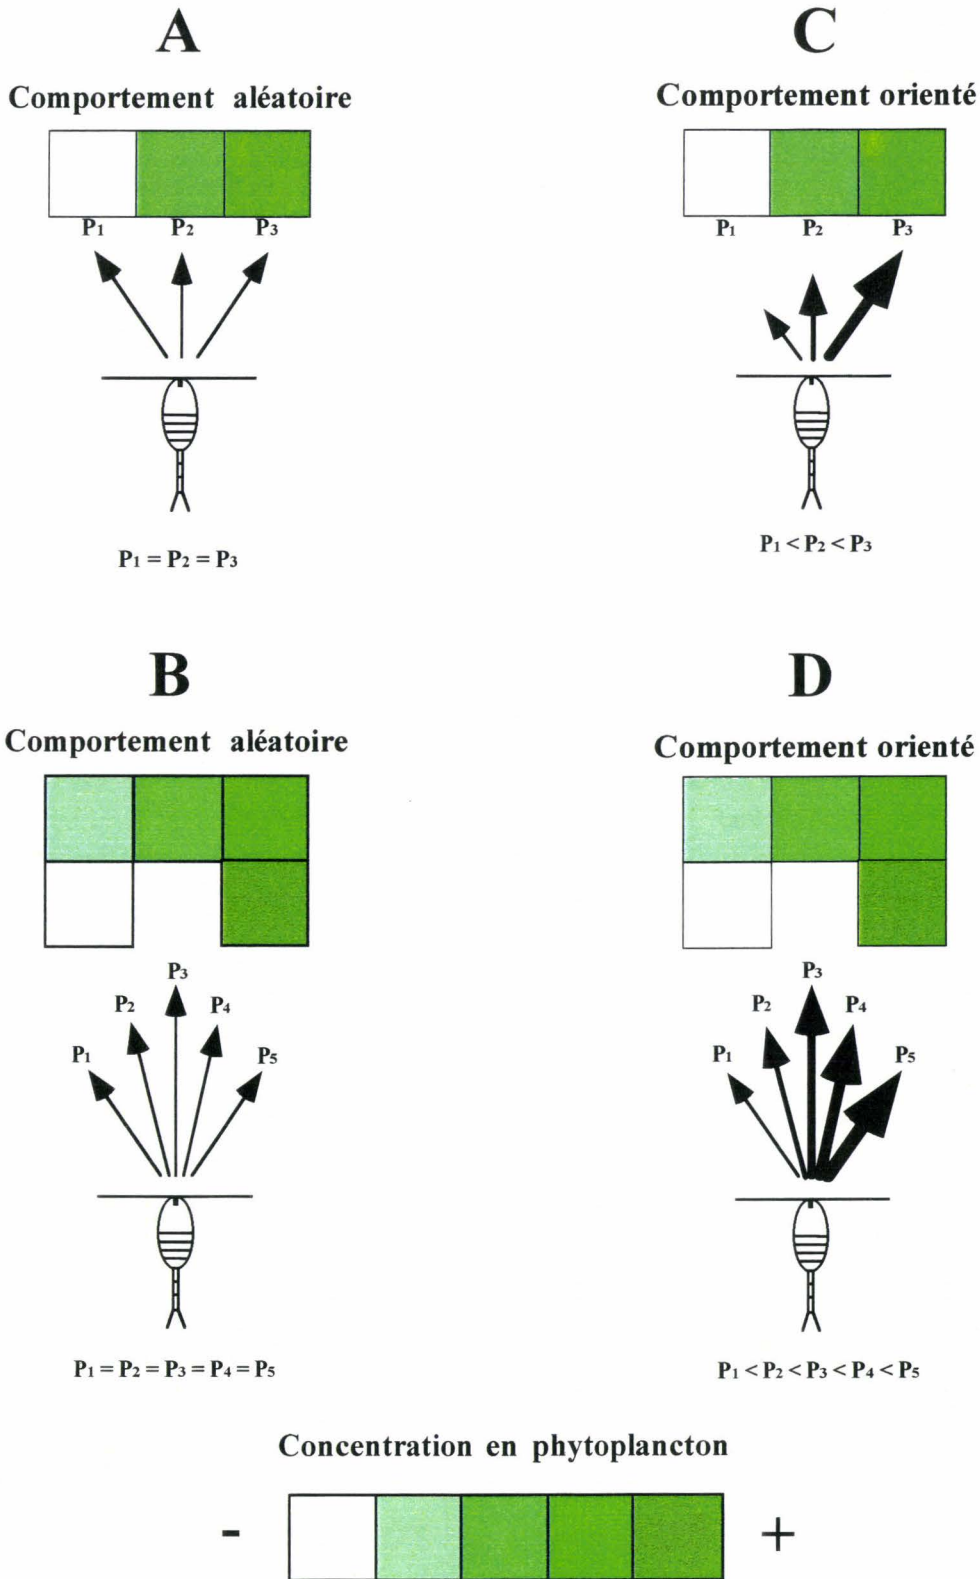 A
Comportement aléatoire
P1 P2 P3
P1 = P2 = P3
C
Comportement orienté
P1 P2 P3
P1 < P2 < P3
B
Comportement aléatoire
P3
P2 P4
P1 P5
P1 = P2 = P3 = P4 = P5
D
Comportement orienté
P3
P2 P4
P1 P5
P1 < P2 < P3 < P4 < P5
Concentration en phytoplancton
- +